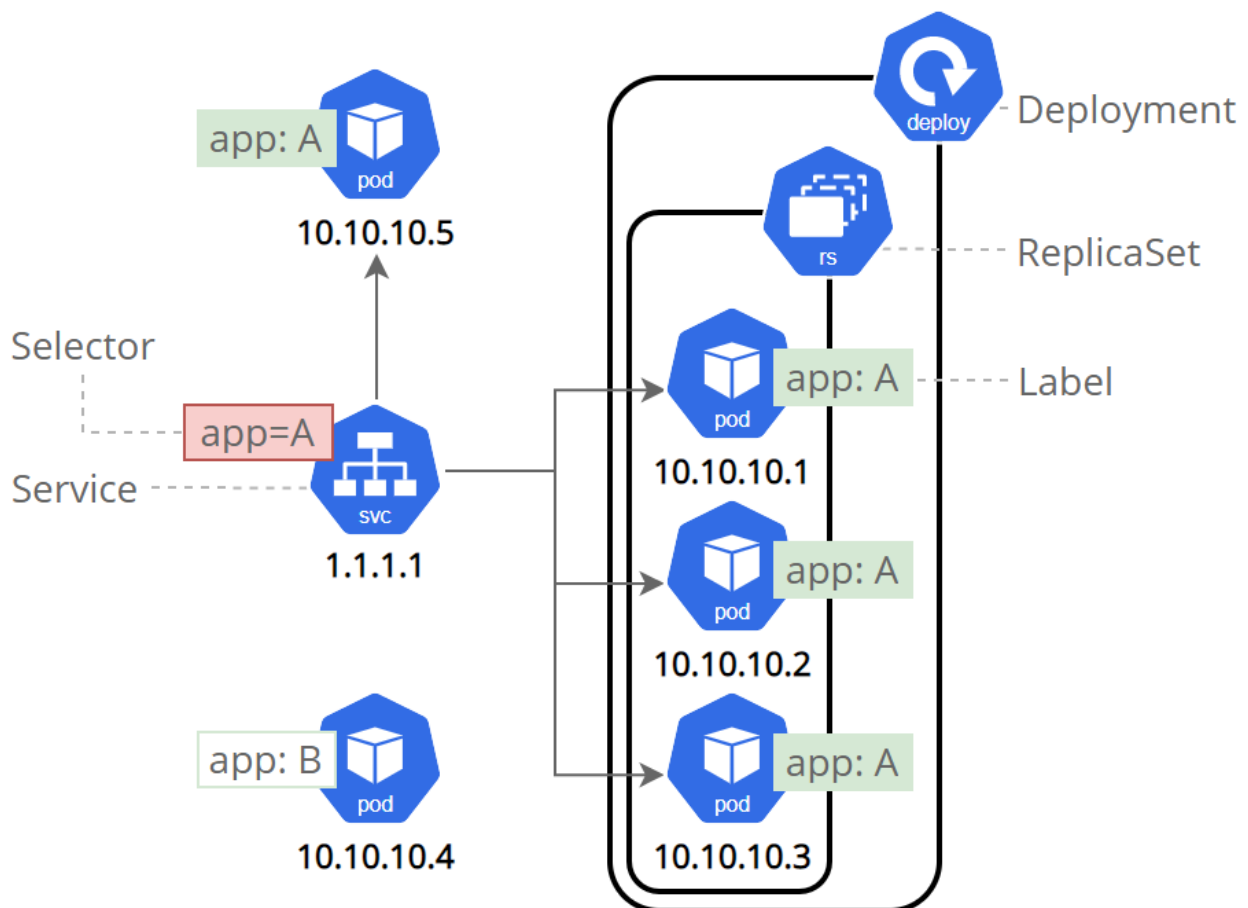 deploy
Deployment
app: A
pod
10.10.10.5
rs
ReplicaSet
Selector
app=A
Service
svc
1.1.1.1
app: A
Label
pod
10.10.10.1
app: A
pod
10.10.10.2
app: B
pod
10.10.10.4
app: A
pod
10.10.10.3